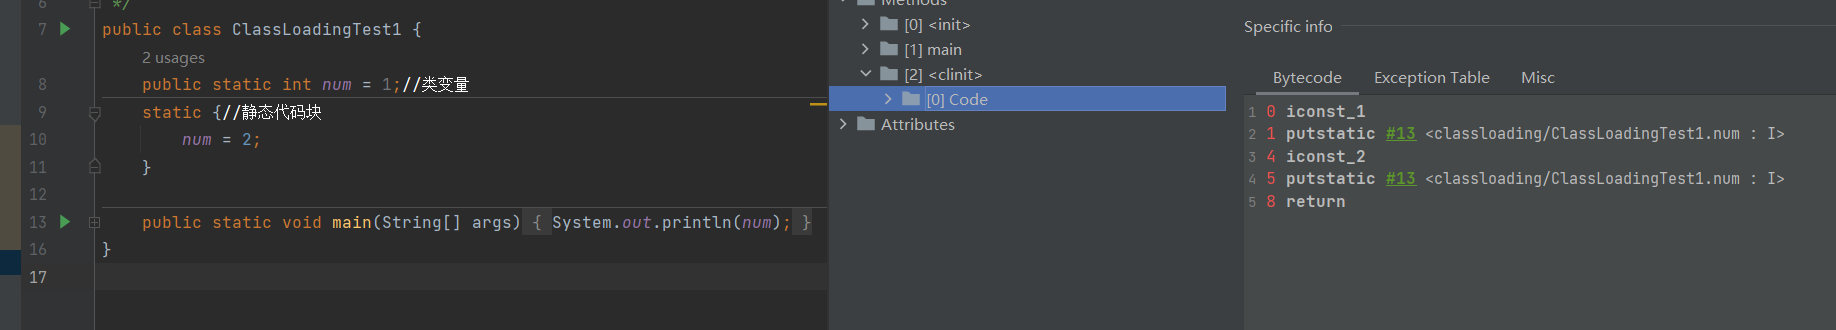 6 */
7 public class ClassLoadingTest1 {
2 usages
8 public static int num = 1;//类变量
9 static {//静态代码块
10 num = 2;
11 }
12
13 public static void main(String[] args) { System.out.println(num); }
16 }
17
Methods
[0] <init>
[1] main
[2] <clinit>
[0] Code
Attributes
Specific info
Bytecode Exception Table Misc
1 0 iconst_1
2 1 putstatic #13 <classloading/ClassLoadingTest1.num : I>
3 4 iconst_2
4 5 putstatic #13 <classloading/ClassLoadingTest1.num : I>
5 8 return